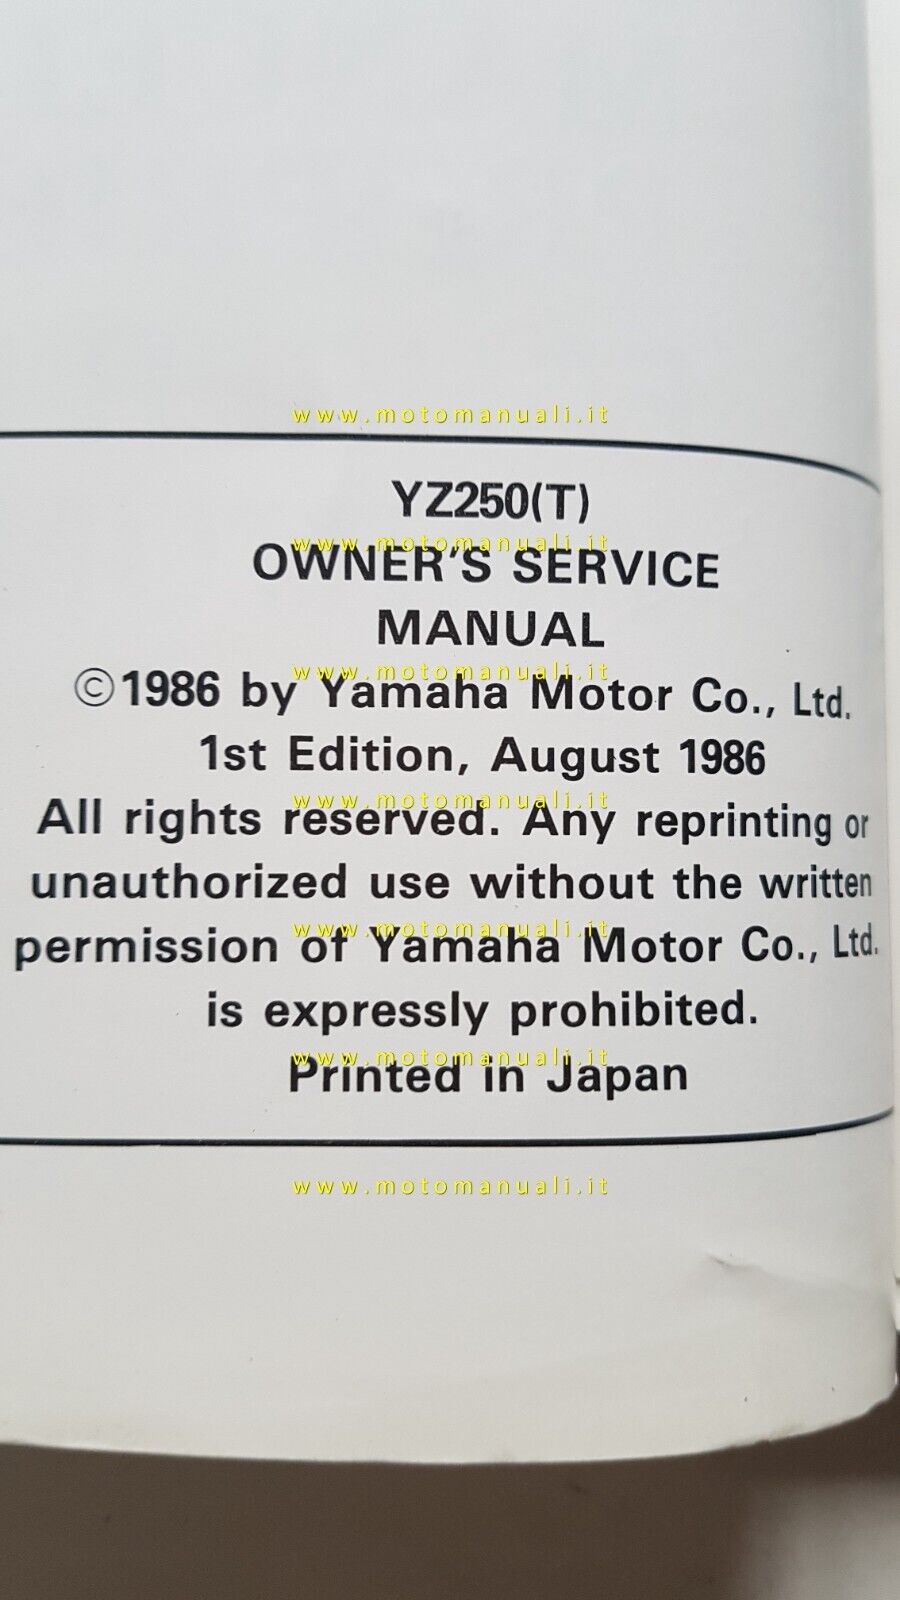 www.motomanuali.it
YZ250(T)
www.motomanuali.it
OWNER'S SERVICE
MANUAL
www.motomanuali.it
©1986 by Yamaha Motor Co., Ltd.
1st Edition, August 1986
www.motomanuali.it
All rights reserved. Any reprinting or
unauthorized use without the written
www.motomanuali.it
permission of Yamaha Motor Co., Ltd.
is expressly prohibited.
www.motomanuali.it
Printed in Japan
www.motomanuali.it